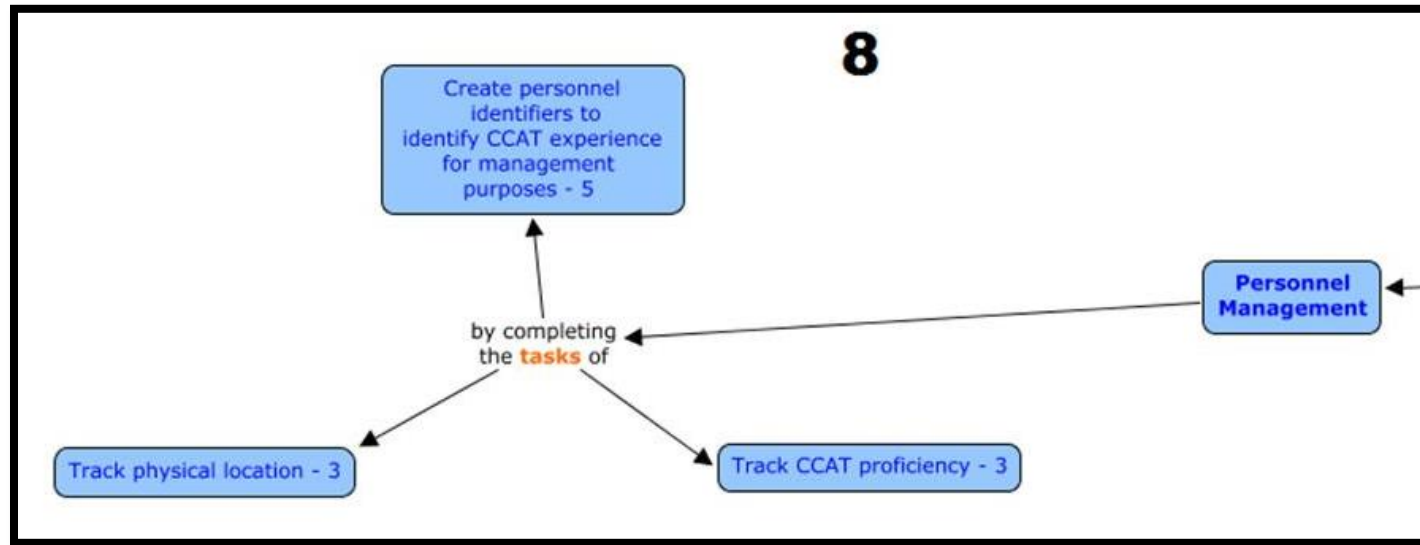 8
Create personnel
identifiers to
identify CCAT experience
for management
purposes - 5
Personnel
Management
by completing
the tasks of
Track physical location - 3
Track CCAT proficiency - 3